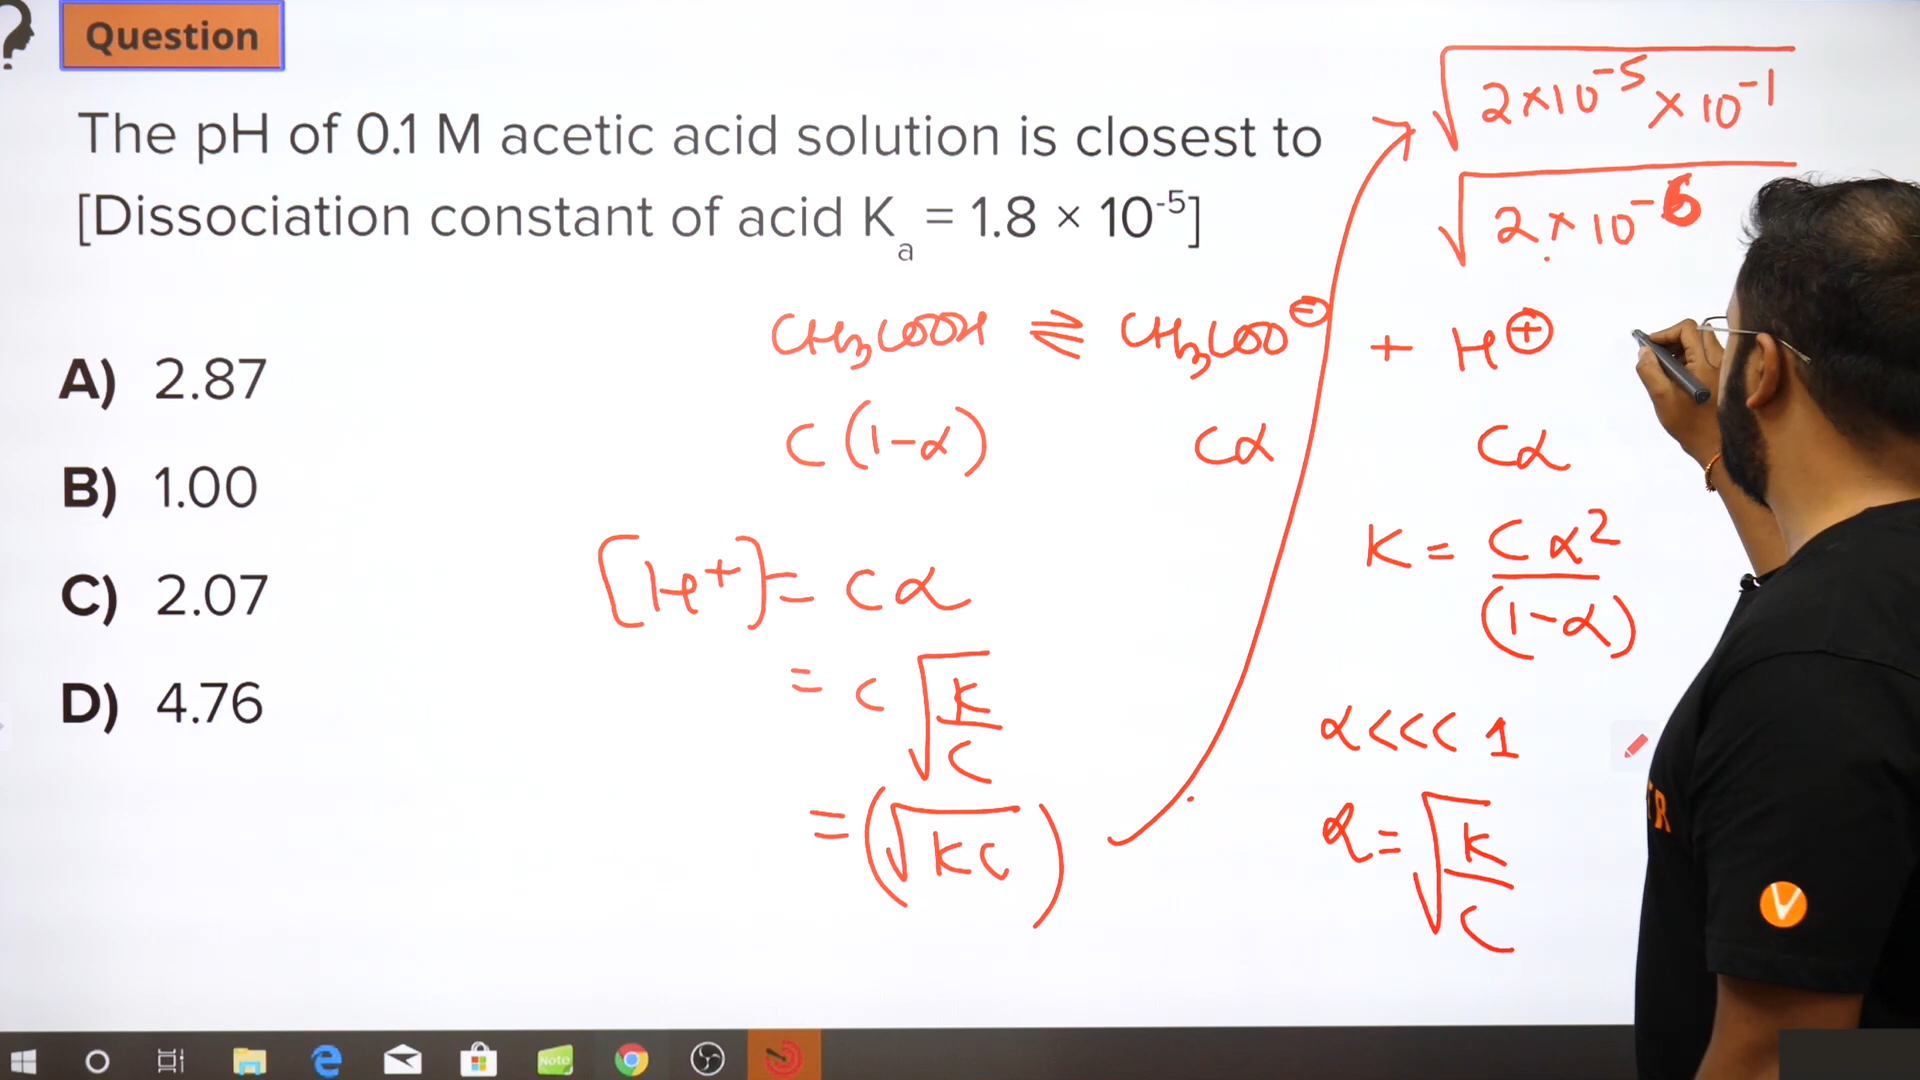 Question
The pH of 0.1 M acetic acid solution is closest to
[Dissociation constant of acid Kₐ = 1.8 × 10⁻⁵]
A) 2.87
B) 1.00
C) 2.07
D) 4.76
√(2×10⁻⁵ × 10⁻¹)
√(2 × 10⁻⁶)
CH₃COOH ⇌ CH₃COO⊖ + H⊕
C(1-α) Cα Cα
[H+] = Cα
= C√(K/C)
= (√KC)
K = Cα²/(1-α)
α <<< 1
α = √(K/C)
Note